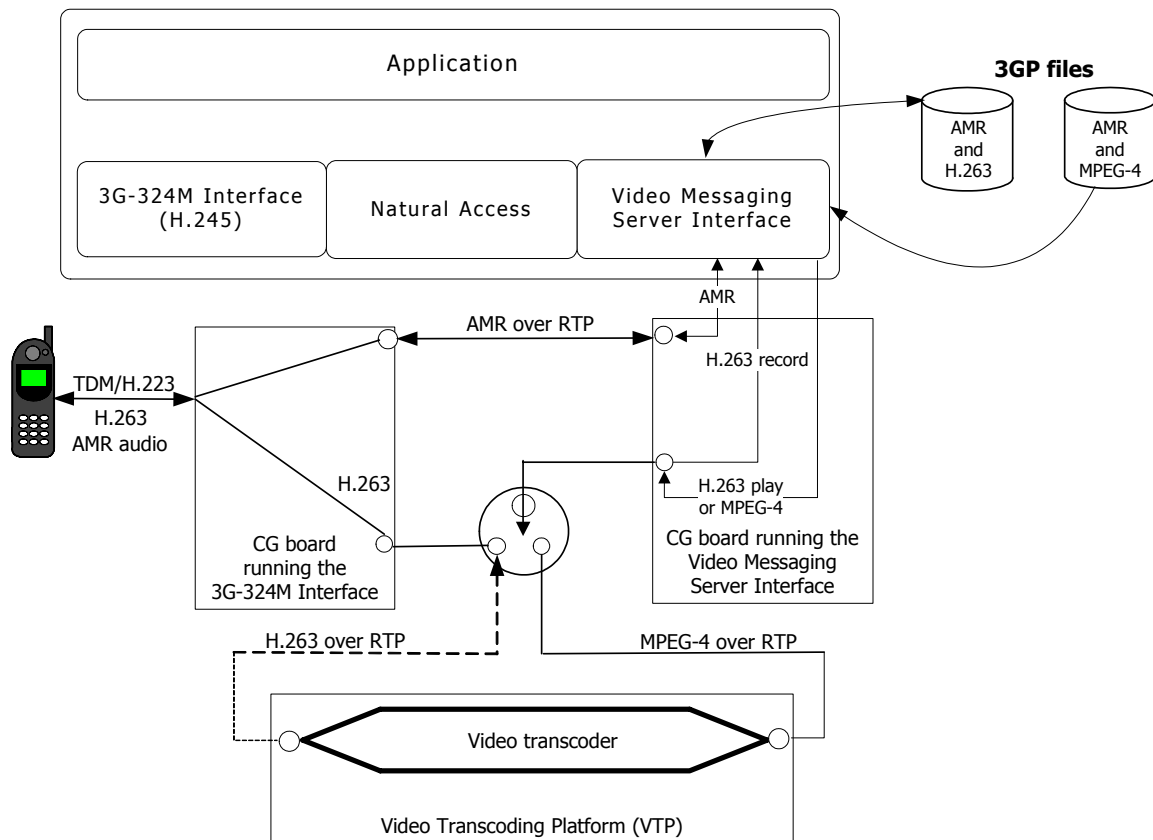 Application
3GP files
AMR
and
H.263
AMR
and
MPEG-4
3G-324M Interface
(H.245)
Natural Access
Video Messaging
Server Interface
AMR
AMR over RTP
H.263 record
TDM/H.223
H.263
AMR audio
H.263
H.263 play
or MPEG-4
CG board
running the
3G-324M Interface
CG board running the
Video Messaging
Server Interface
H.263 over RTP
MPEG-4 over RTP
Video transcoder
Video Transcoding Platform (VTP)